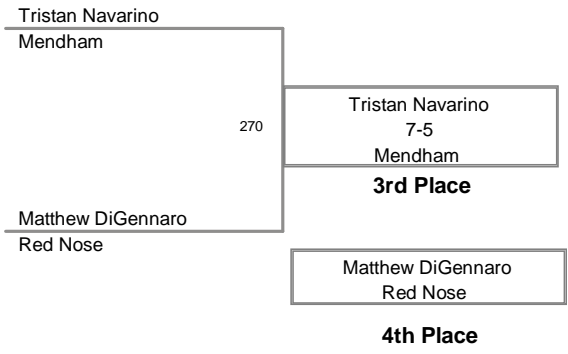 Tristan Navarino
Mendham
270
Tristan Navarino
7-5
Mendham
3rd Place
Matthew DiGennaro
Red Nose
Matthew DiGennaro
Red Nose
4th Place